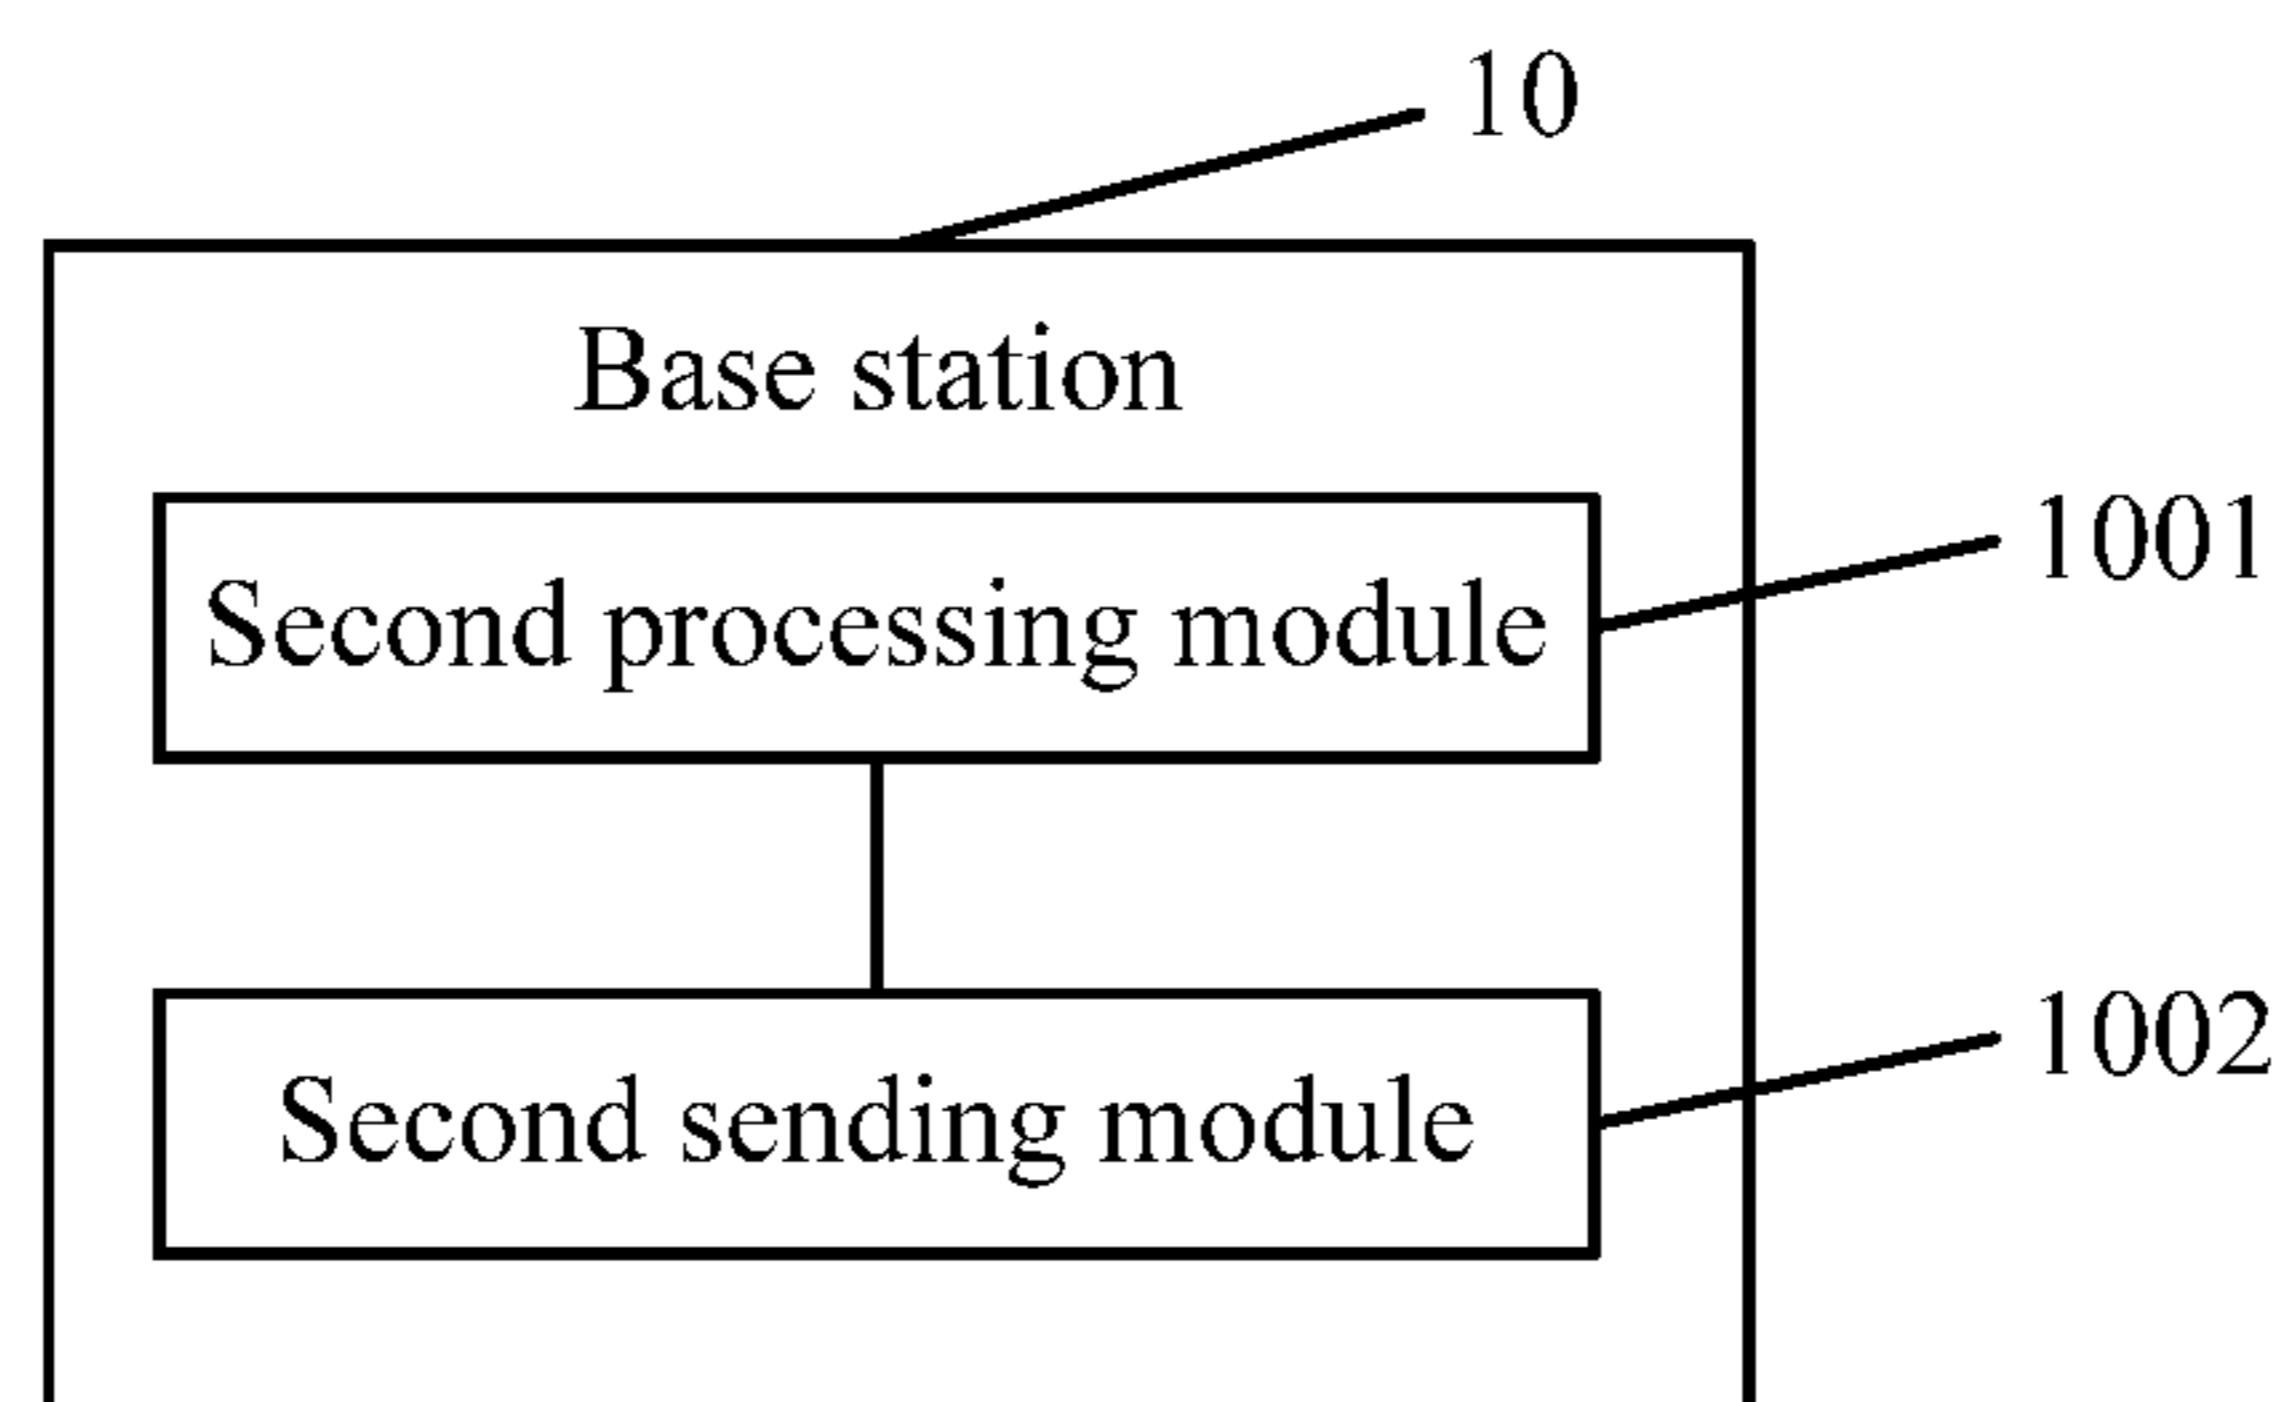 10
Base station
1001
Second processing module
1002
Second sending module